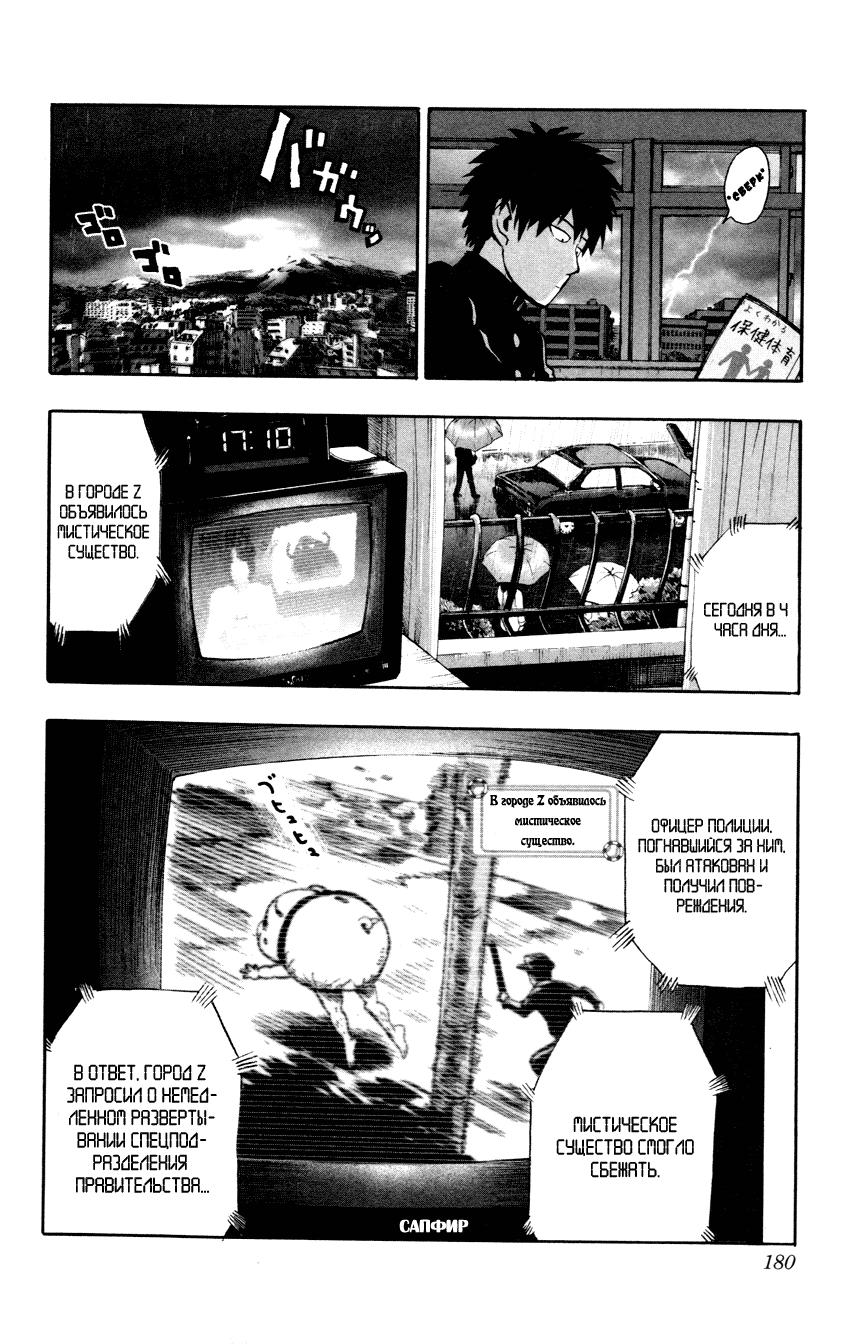 "СВЕРК"
よくわかる
保健体育
バガウッ
ゴロ
ゴロ
17:10
СЕГОДНЯ В 4
ЧАСА ДНЯ...
В ГОРОДЕ Z
ОБЪЯВИЛОСЬ
МИСТИЧЕСКОЕ
СУЩЕСТВО.
В городе Z объявилось
мистическое
существо.
ОФИЦЕР ПОЛИЦИИ,
ПОГНАВШИЙСЯ ЗА НИМ,
БЫЛ АТАКОВАН И
ПОЛУЧИЛ ПОВ-
РЕЖДЕНИЯ.
МИСТИЧЕСКОЕ
СУЩЕСТВО СМОГЛО
СБЕЖАТЬ.
В ОТВЕТ, ГОРОД Z
ЗАПРОСИЛ О НЕМЕД-
ЛЕННОМ РАЗВЕРТЫ-
ВАНИИ СПЕЦПОД-
РАЗДЕЛЕНИЯ
ПРАВИТЕЛЬСТВА...
САПФИР
180